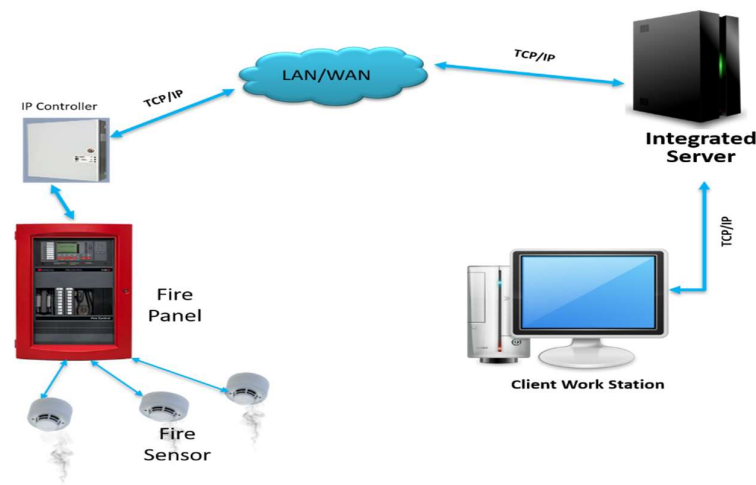 TCP/IP
LAN/WAN
TCP/IP
IP Controller
Integrated
Server
TCP/IP
Fire
Panel
Client Work Station
Fire
Sensor